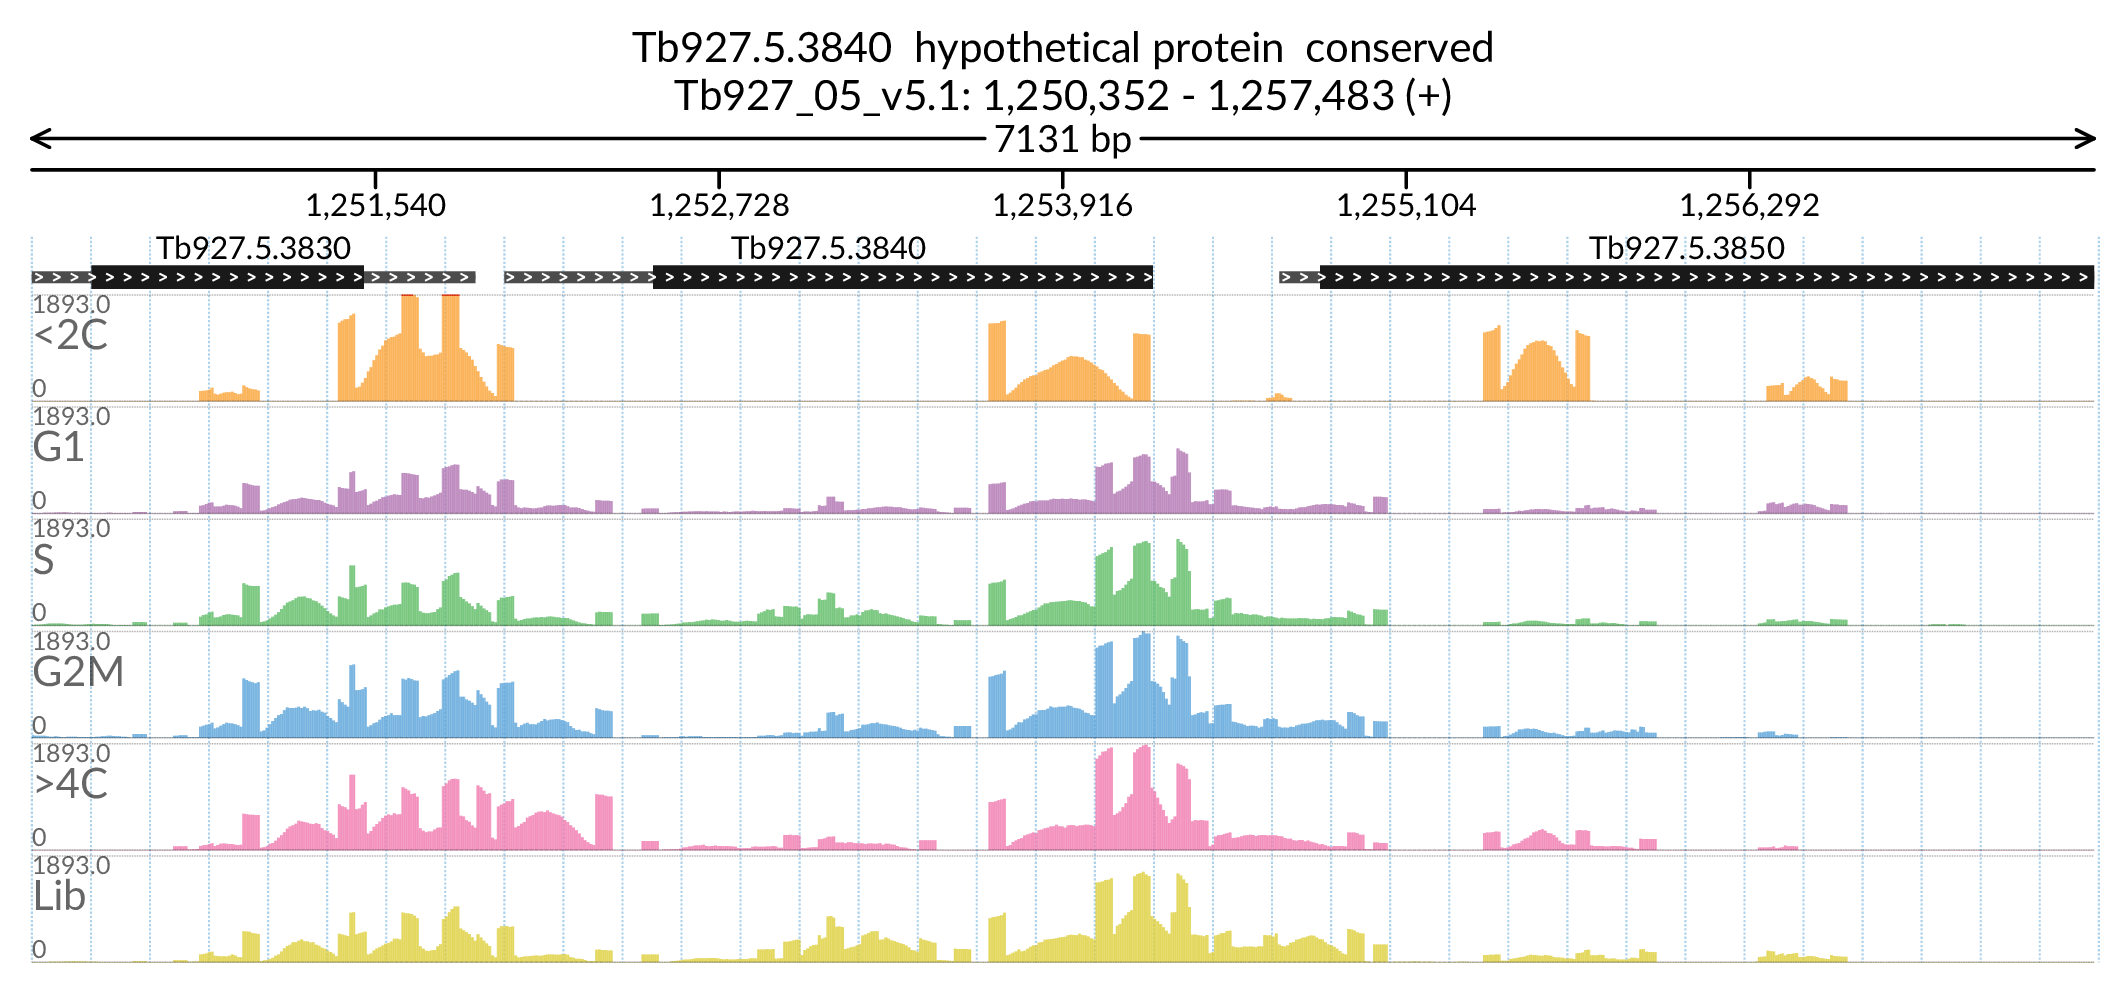 Tb927.5.3840  hypothetical protein  conserved
Tb927_05_v5.1: 1,250,352 - 1,257,483 (+)
7131 bp
1,251,540 1,252,728 1,253,916 1,255,104 1,256,292
Tb927.5.3830 Tb927.5.3840 Tb927.5.3850
1893.0
<2C
0
1893.0
G1
0
1893.0
S
0
1893.0
G2M
0
1893.0
>4C
0
1893.0
Lib
0